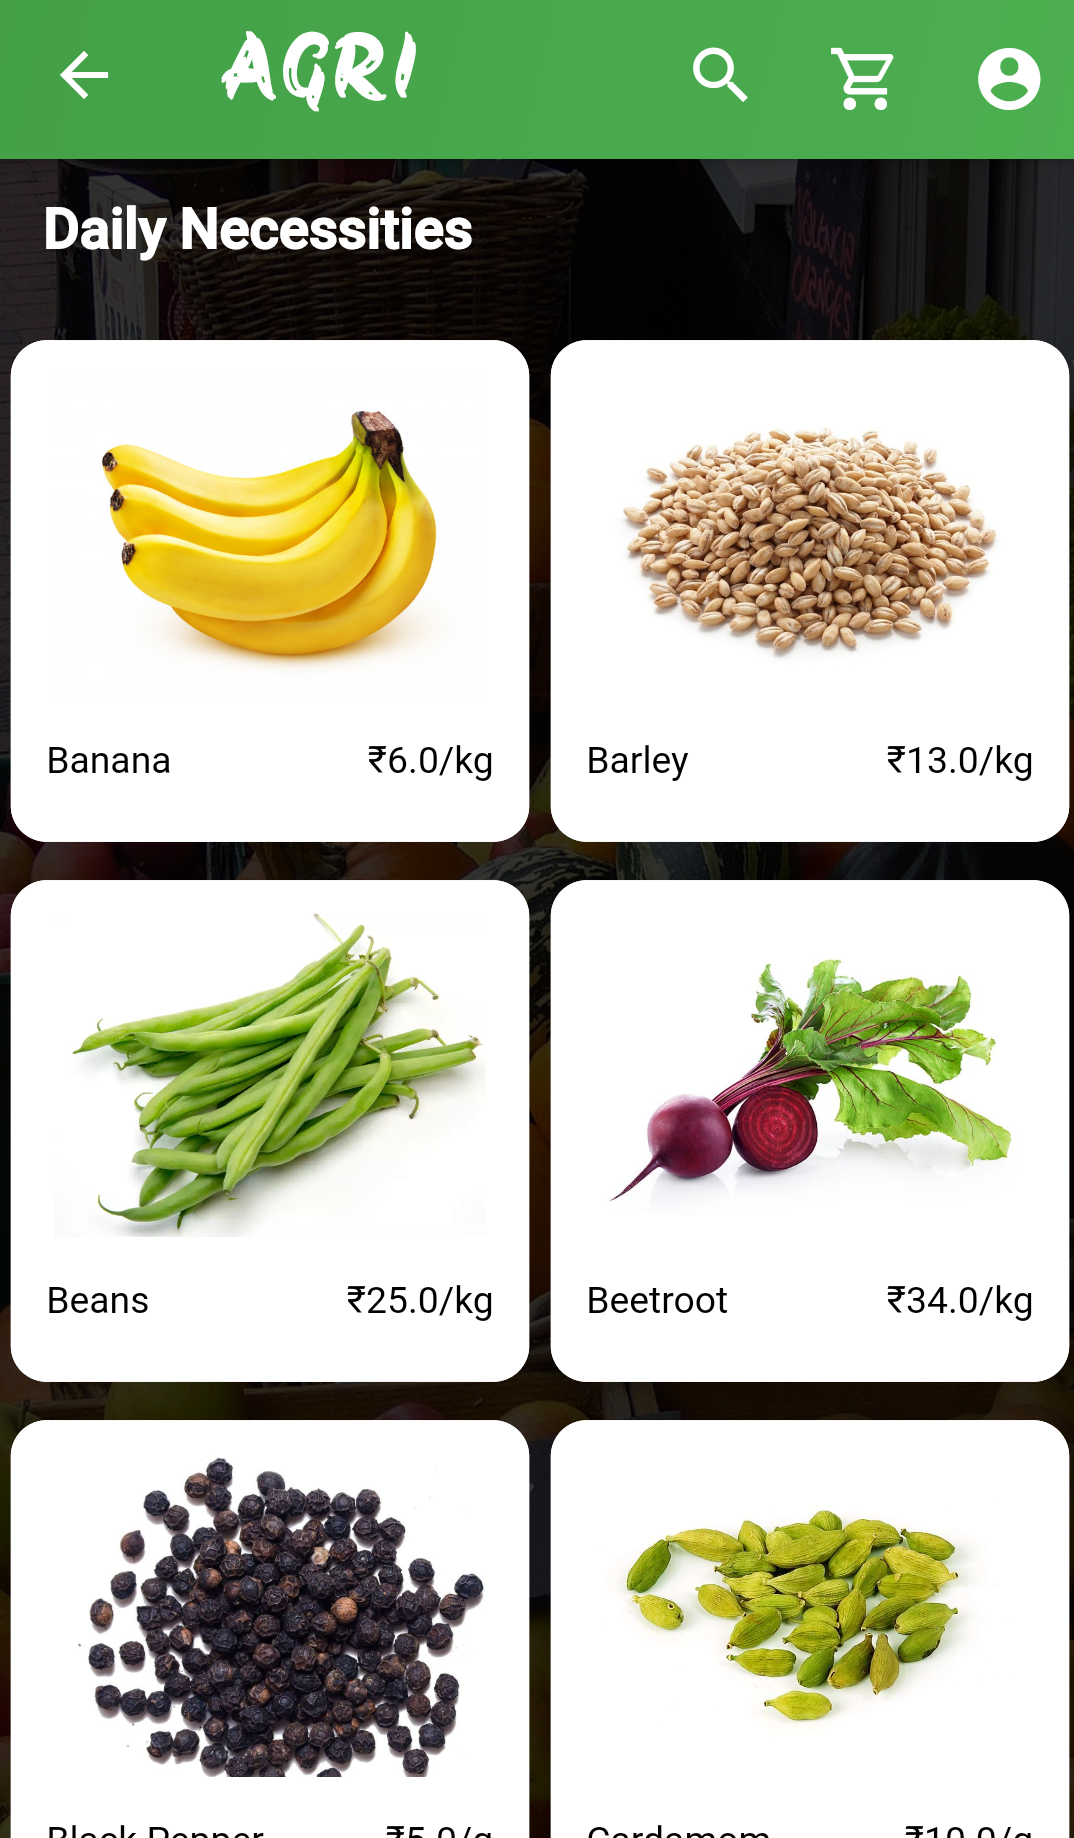 AGRI
Daily Necessities
Banana ₹6.0/kg
Barley ₹13.0/kg
Beans ₹25.0/kg
Beetroot ₹34.0/kg
Black Pepper ₹5.0/g
Cardamom ₹10.0/g